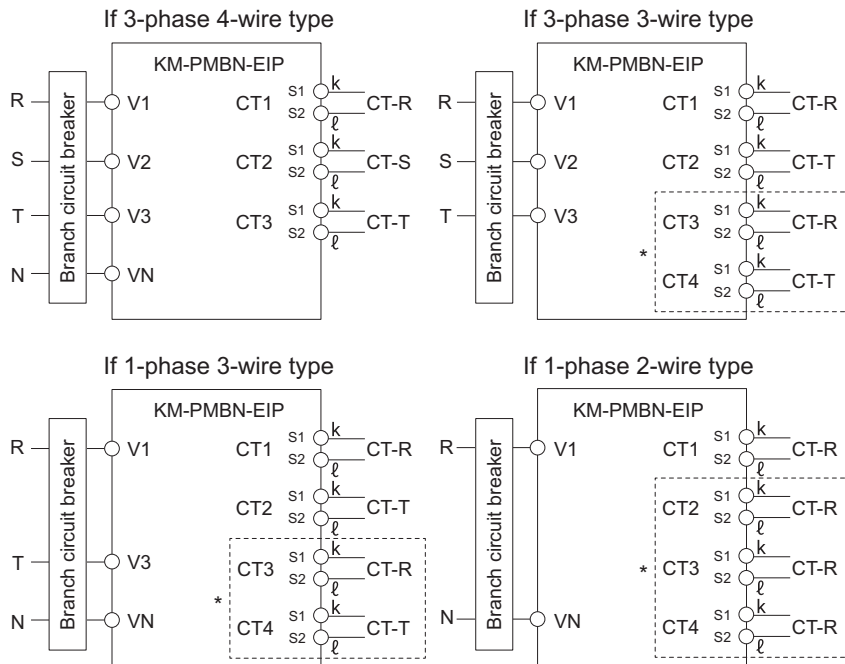 If 3-phase 4-wire type
KM-PMBN-EIP
Branch circuit breaker
R
V1
S
V2
T
V3
N
VN
CT1
S1
k
CT-R
S2
ℓ
CT2
S1
k
CT-S
S2
ℓ
CT3
S1
k
CT-T
S2
ℓ
If 3-phase 3-wire type
KM-PMBN-EIP
Branch circuit breaker
R
V1
S
V2
T
V3
CT1
S1
k
CT-R
S2
ℓ
CT2
S1
k
CT-T
S2
ℓ
*
CT3
S1
k
CT-R
S2
ℓ
CT4
S1
k
CT-T
S2
ℓ
If 1-phase 3-wire type
KM-PMBN-EIP
Branch circuit breaker
R
V1
T
V3
N
VN
CT1
S1
k
CT-R
S2
ℓ
CT2
S1
k
CT-T
S2
ℓ
*
CT3
S1
k
CT-R
S2
ℓ
CT4
S1
k
CT-T
S2
ℓ
If 1-phase 2-wire type
KM-PMBN-EIP
Branch circuit breaker
R
V1
N
VN
CT1
S1
k
CT-R
S2
ℓ
*
CT2
S1
k
CT-R
S2
ℓ
CT3
S1
k
CT-R
S2
ℓ
CT4
S1
k
CT-R
S2
ℓ